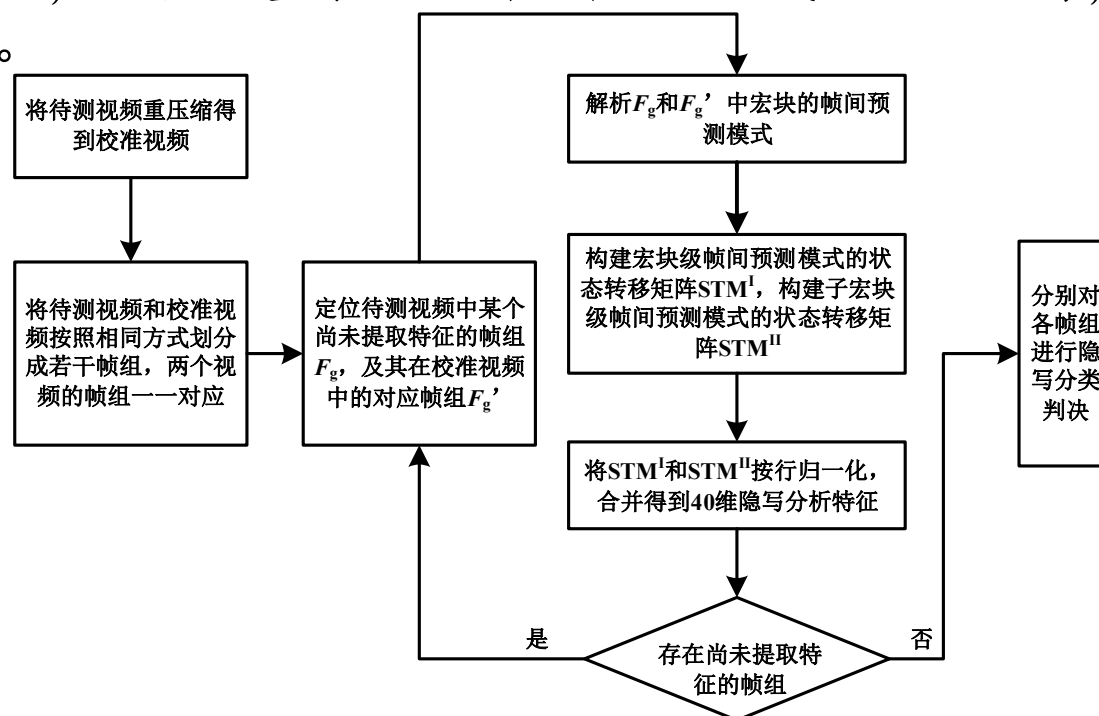 。
将待测视频重压缩得
到校准视频
将待测视频和校准视
频按照相同方式划分
成若干帧组，两个视
频的帧组一一对应
定位待测视频中某个
尚未提取特征的帧组
Fg，及其在校准视频
中的对应帧组Fg’
解析Fg和Fg’中宏块的帧间预
测模式
构建宏块级帧间预测模式的状
态转移矩阵STMI，构建子宏块
级帧间预测模式的状态转移矩
阵STMII
将STMI和STMII按行归一化，
合并得到40维隐写分析特征
存在尚未提取特
征的帧组
是
否
分别对
各帧组
进行隐
写分类
判决